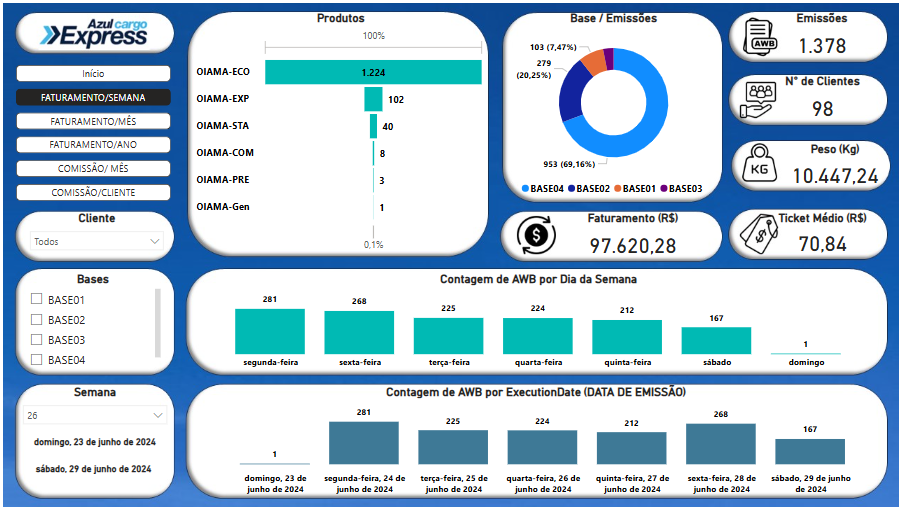 Azul cargo
Express
Início
FATURAMENTO/SEMANA
FATURAMENTO/MÊS
FATURAMENTO/ANO
COMISSÃO/ MÊS
COMISSÃO/CLIENTE
Cliente
Todos
Bases
BASE01
BASE02
BASE03
BASE04
Semana
26
domingo, 23 de junho de 2024
sábado, 29 de junho de 2024
Produtos
100%
OIAMA-ECO 1.224
OIAMA-EXP 102
OIAMA-STA 40
OIAMA-COM 8
OIAMA-PRE 3
OIAMA-Gen 1
0,1%
Base / Emissões
103 (7,47%)
279
(20,25%)
953 (69,16%)
BASE04 BASE02 BASE01 BASE03
Faturamento (R$)
97.620,28
Emissões
AWB
1.378
N° de Clientes
98
Peso (Kg)
KG
10.447,24
Ticket Médio (R$)
70,84
Contagem de AWB por Dia da Semana
281 268 225 224 212 167 1
segunda-feira sexta-feira terça-feira quarta-feira quinta-feira sábado domingo
Contagem de AWB por ExecutionDate (DATA DE EMISSÃO)
1 281 225 224 212 268 167
domingo, 23 de segunda-feira, 24 de terça-feira, 25 de quarta-feira, 26 de quinta-feira, 27 de sexta-feira, 28 de sábado, 29 de junho
junho de 2024 junho de 2024 junho de 2024 junho de 2024 junho de 2024 junho de 2024 de 2024